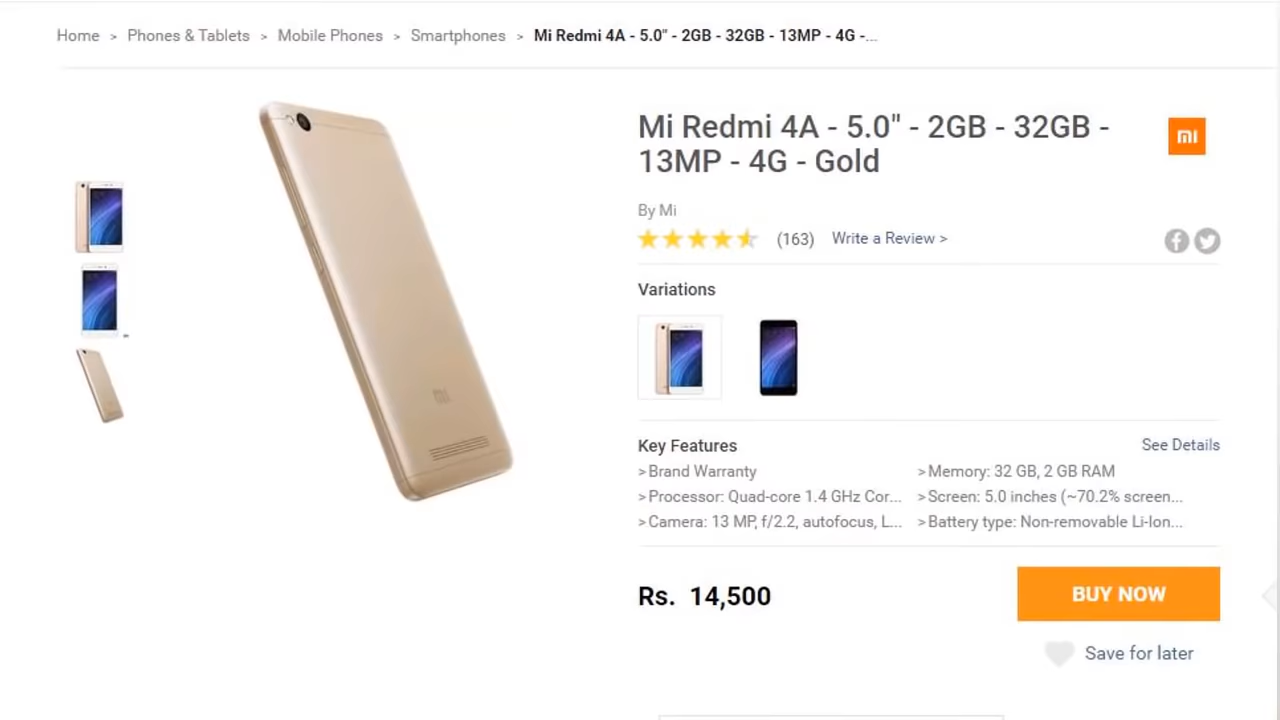 Home > Phones & Tablets > Mobile Phones > Smartphones > Mi Redmi 4A - 5.0" - 2GB - 32GB - 13MP - 4G -...
Mi Redmi 4A - 5.0" - 2GB - 32GB -
13MP - 4G - Gold
mi
By Mi
(163) Write a Review >
Variations
Key Features See Details
> Brand Warranty > Memory: 32 GB, 2 GB RAM
> Processor: Quad-core 1.4 GHz Cor... > Screen: 5.0 inches (~70.2% screen...
> Camera: 13 MP, f/2.2, autofocus, L... > Battery type: Non-removable Li-Ion...
Rs. 14,500 BUY NOW
Save for later